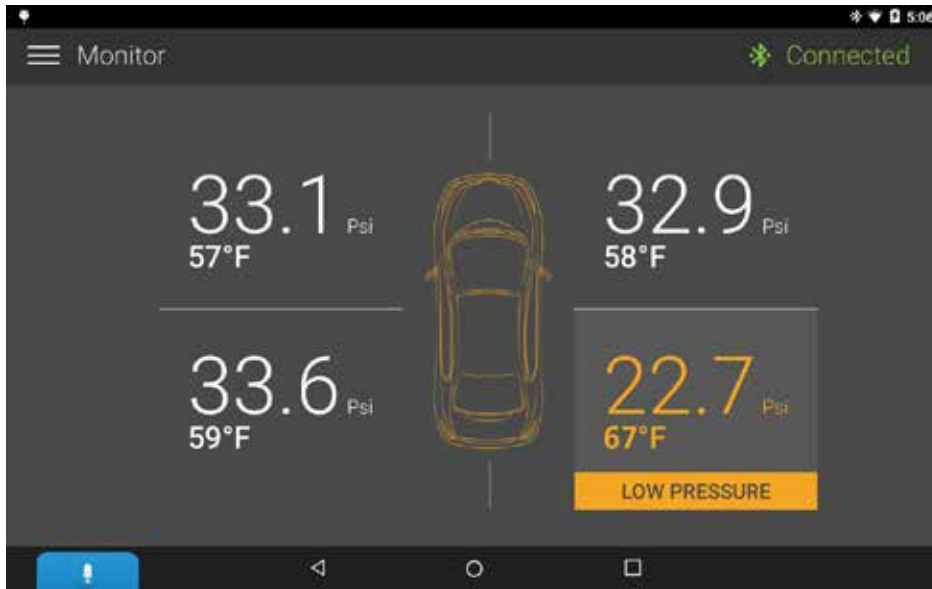 5:06
Monitor
Connected
33.1 Psi
57°F
32.9 Psi
58°F
33.6 Psi
59°F
22.7 Psi
67°F
LOW PRESSURE